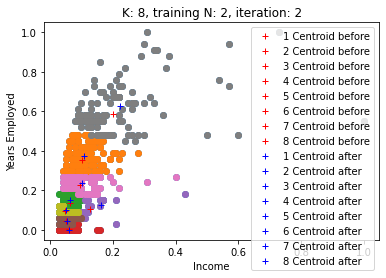 K: 8, training N: 2, iteration: 2
Years Employed
1.0
0.8
0.6
0.4
0.2
0.0
0.0
0.2
0.4
0.6
0.8
1.0
Income
1 Centroid before
2 Centroid before
3 Centroid before
4 Centroid before
5 Centroid before
6 Centroid before
7 Centroid before
8 Centroid before
1 Centroid after
2 Centroid after
3 Centroid after
4 Centroid after
5 Centroid after
6 Centroid after
7 Centroid after
8 Centroid after